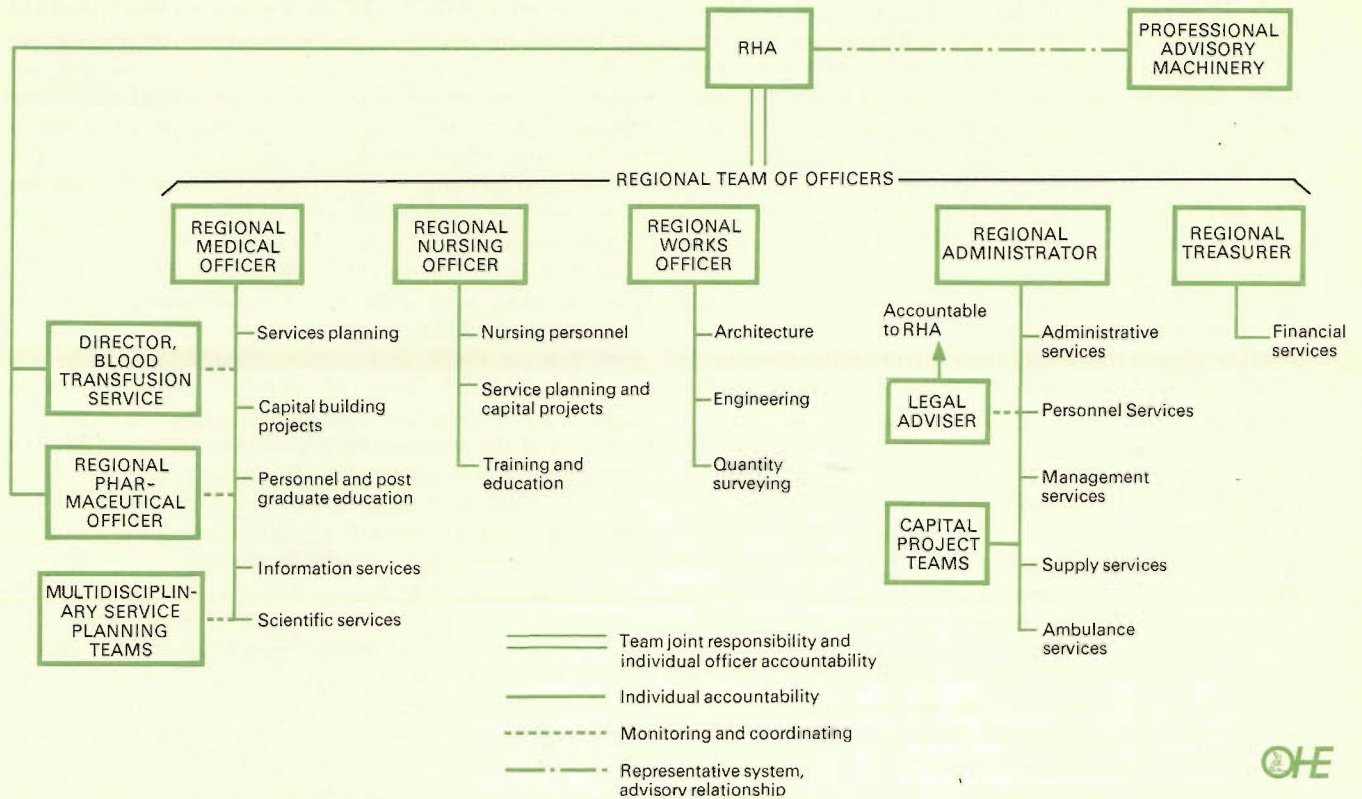 RHA
PROFESSIONAL
ADVISORY
MACHINERY
REGIONAL TEAM OF OFFICERS
REGIONAL
MEDICAL
OFFICER
REGIONAL
NURSING
OFFICER
REGIONAL
WORKS
OFFICER
REGIONAL
ADMINISTRATOR
REGIONAL
TREASURER
DIRECTOR,
BLOOD
TRANSFUSION
SERVICE
REGIONAL
PHAR-
MACEUTICAL
OFFICER
MULTIDISCIPLIN-
ARY SERVICE
PLANNING
TEAMS
Services planning
Capital building
projects
Personnel and post
graduate education
Information services
Scientific services
Nursing personnel
Service planning and
capital projects
Training and
education
Architecture
Engineering
Quantity
surveying
Accountable
to RHA
LEGAL
ADVISER
CAPITAL
PROJECT
TEAMS
Administrative
services
Personnel Services
Management
services
Supply services
Ambulance
services
Financial
services
Team joint responsibility and
individual officer accountability
Individual accountability
Monitoring and coordinating
Representative system,
advisory relationship
OHE